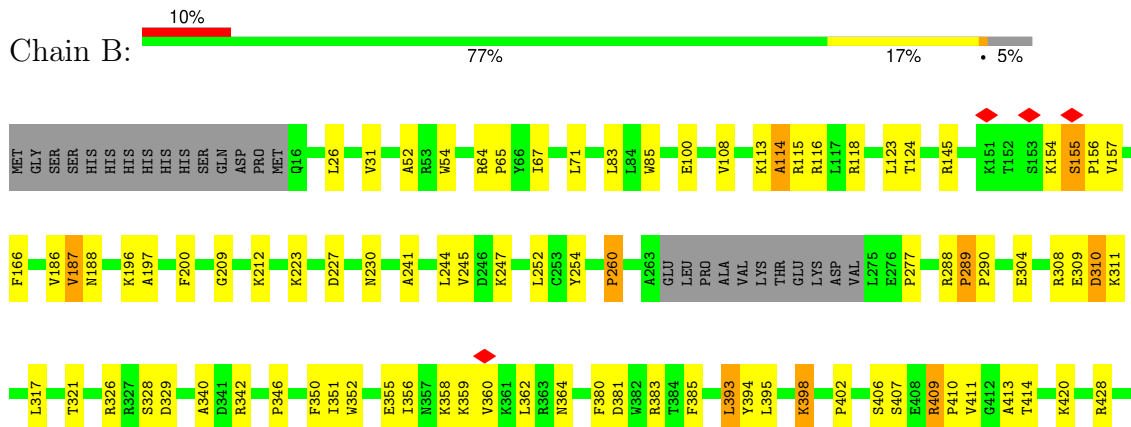 10%
Chain B:
77% 17% • 5%
MET GLY SER SER HIS HIS HIS HIS HIS HIS SER GLN ASP PRO MET Q16 L26 V31 A52 R53 W54 R64 P65 Y66 I67 L71 L83 L84 W85 E100 V108 K113 A114 R115 R116 L117 R118 L123 T124 R145 K151 T152 S153 K154 S155 P156 V157
F166 V186 V187 N188 K196 A197 F200 G209 K212 K223 D227 N230 A241 L244 V245 D246 K247 L252 C253 Y254 P260 A263 GLU LEU PRO ALA VAL LYS THR GLU LYS ASP VAL L275 E276 P277 R288 P289 P290 E304 R308 E309 D310 K311
L317 T321 R326 R327 S328 D329 A340 D341 R342 P346 F350 I351 W352 E355 I356 N357 K358 K359 V360 K361 L362 R363 N364 F380 D381 W382 R383 T384 F385 L393 Y394 L395 K398 P402 S406 S407 E408 R409 P410 V411 G412 A413 T414 K420 R428